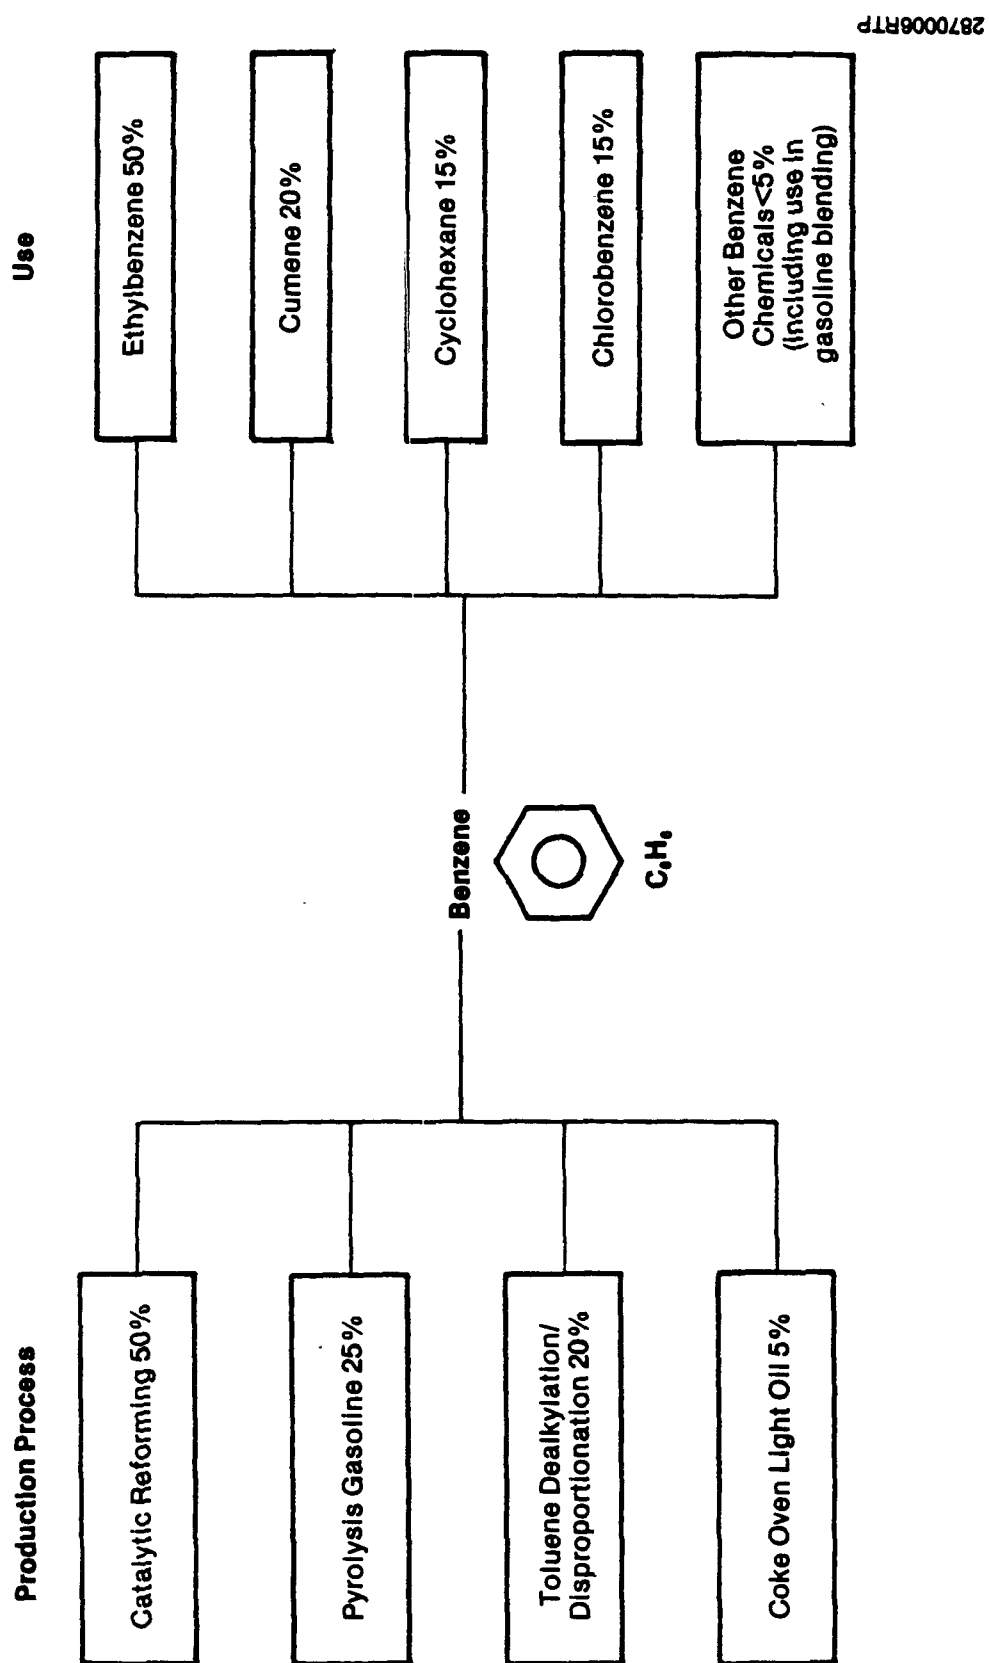 Production Process
Use
Catalytic Reforming 50%
Pyrolysis Gasoline 25%
Toluene Dealkylation/
Disproportionation 20%
Coke Oven Light Oil 5%
Benzene
C₆H₆
Ethylbenzene 50%
Cumene 20%
Cyclohexane 15%
Chlorobenzene 15%
Other Benzene
Chemicals<5%
(Including use in
gasoline blending)
2870006RTP